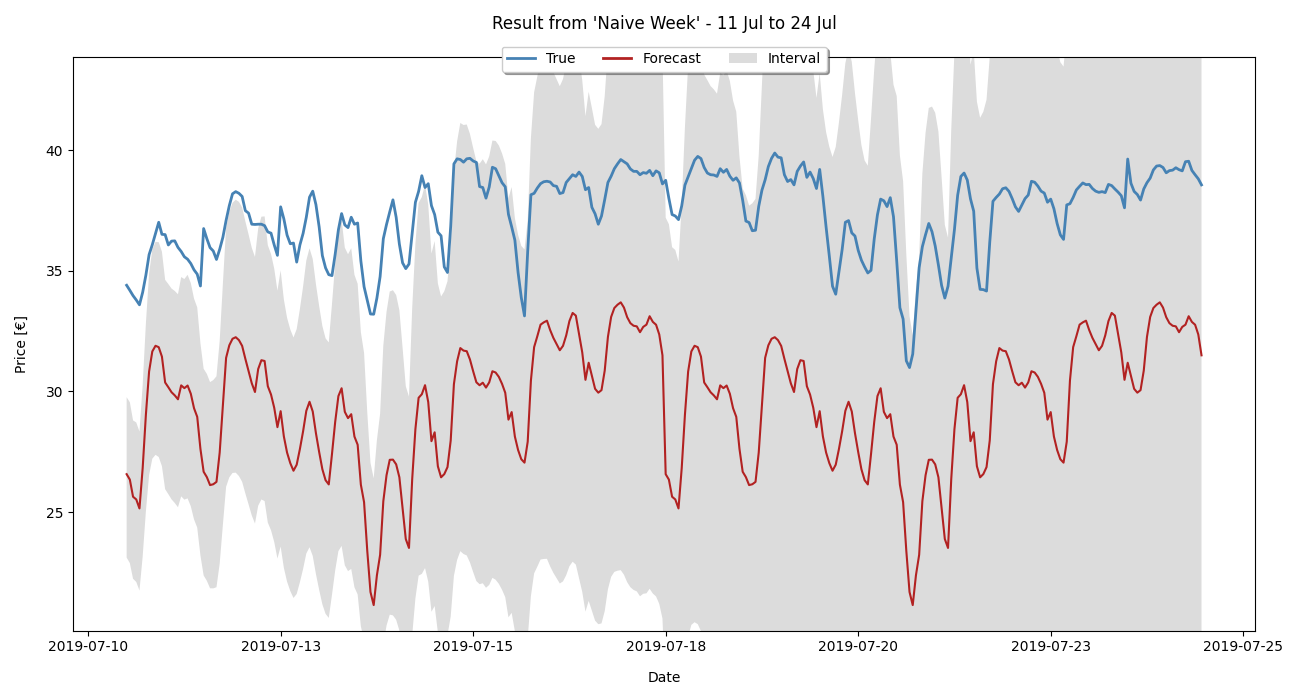 Result from 'Naive Week' - 11 Jul to 24 Jul
True
Forecast
Interval
40
35
30
25
Price [€]
2019-07-10
2019-07-13
2019-07-15
2019-07-18
2019-07-20
2019-07-23
2019-07-25
Date